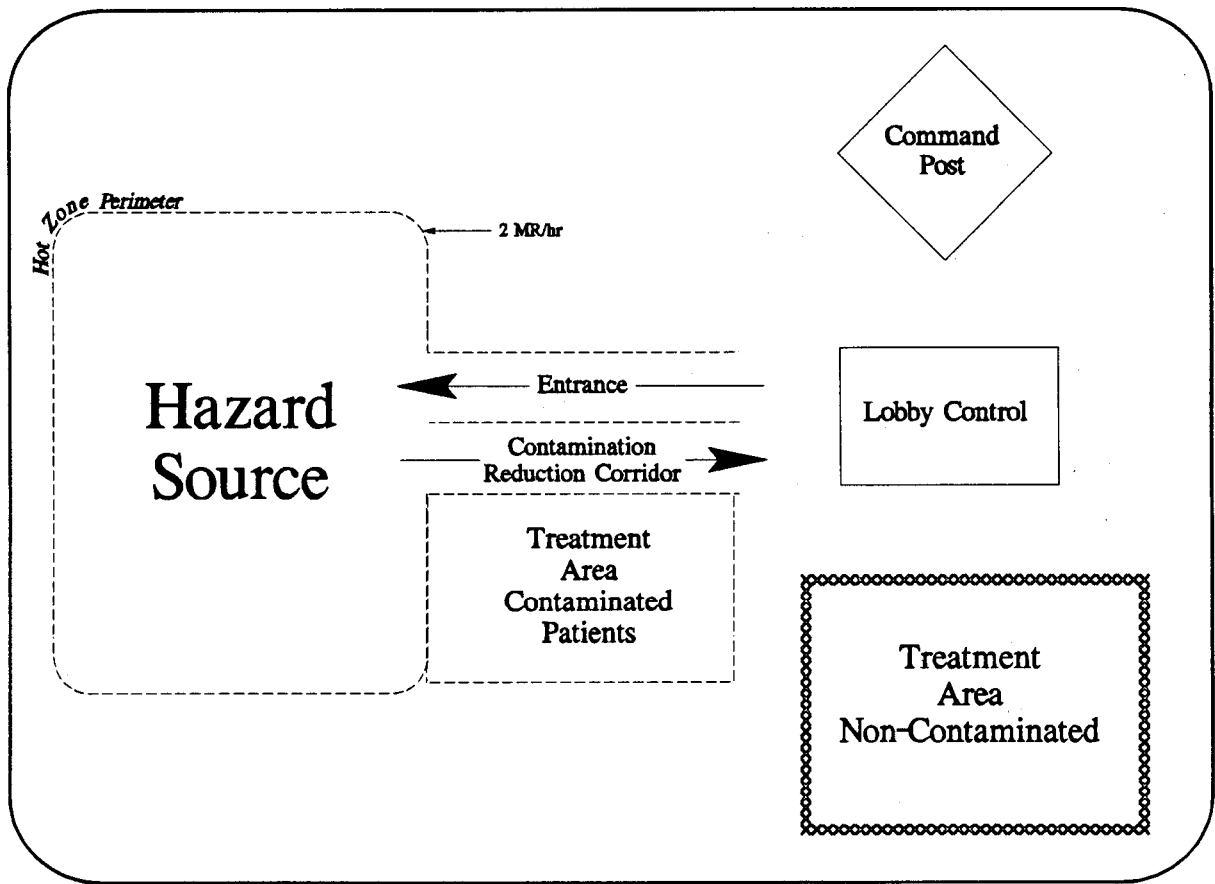 Command
Post
Hot Zone Perimeter
2 MR/hr
Entrance
Lobby Control
Hazard
Source
Contamination
Reduction Corridor
Treatment
Area
Contaminated
Patients
Treatment
Area
Non-Contaminated